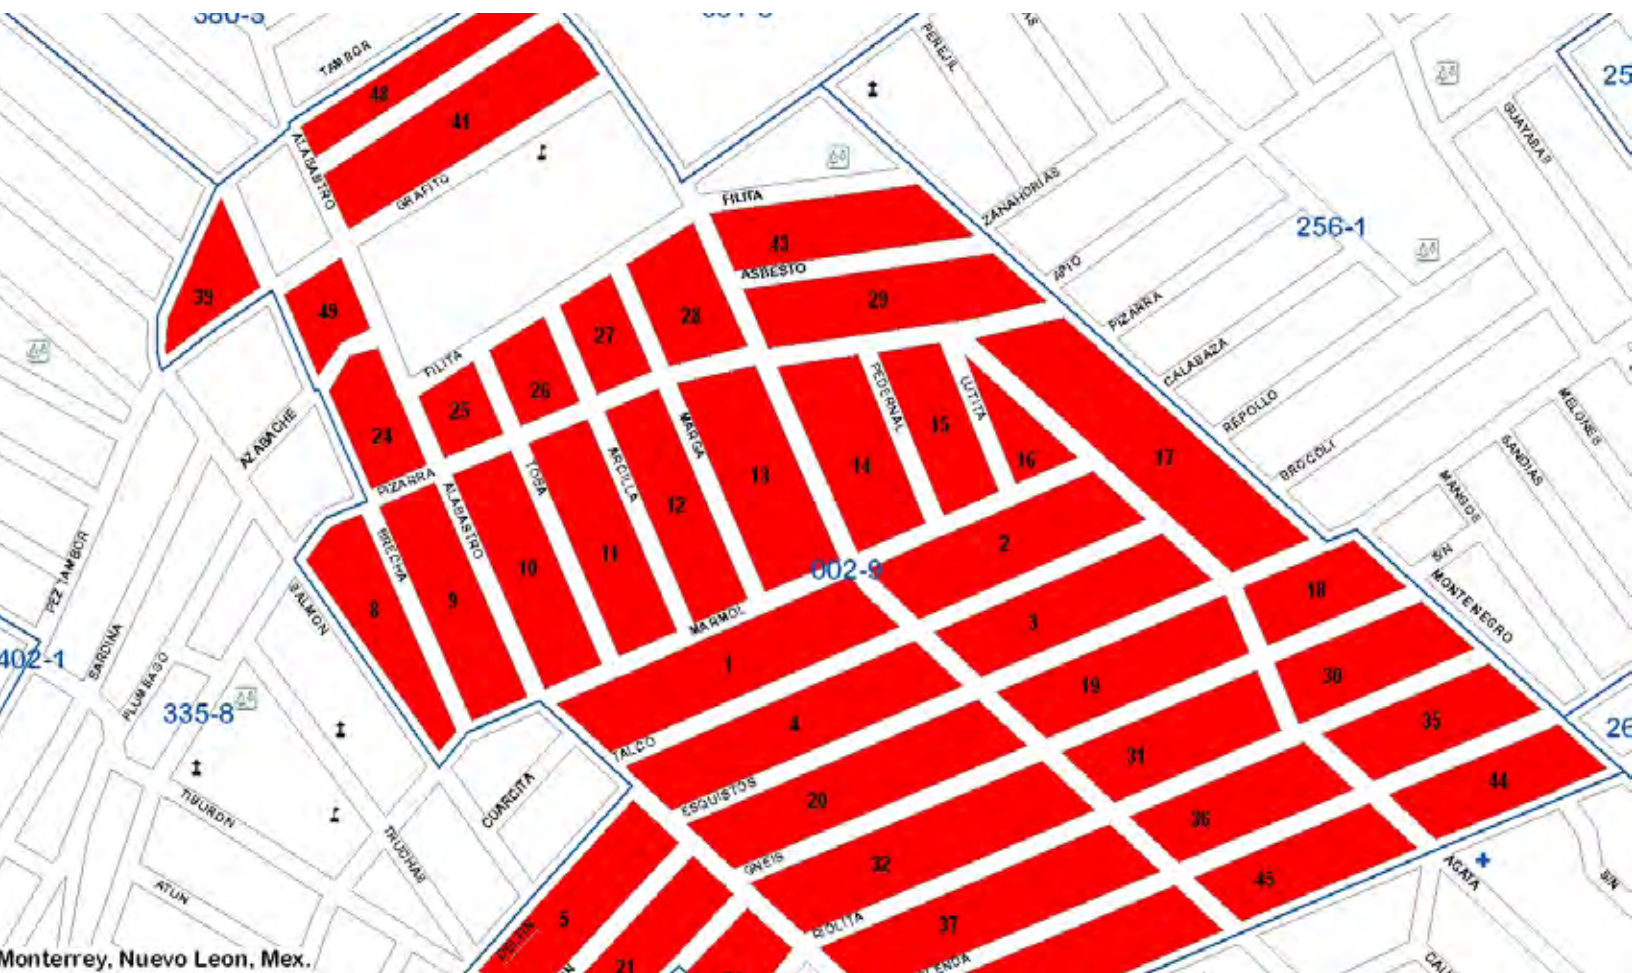 380-3
TAMBOR
48
41
ALABASTRO
GRAFITO
PEREJIL
GUAYABAS
ZANAHORIAS
256-1
FILITA
43
ASBESTO
29
APIO
PIZARRA
CALABAZA
REPOLLO
BROCOLI
MELONES
SANDIAS
MANGOS
S/N
MONTENEGRO
39
49
28
27
26
25
24
FILITA
AZABACHE
PIZARRA
ALABASTRO
TOBA
ARCILLA
MARGA
PEDERNAL
LUTITA
BRECHA
8
9
10
11
12
13
14
15
16
17
002-9
MARMOL
1
2
3
4
18
19
20
30
31
32
35
36
37
44
45
5
21
TALCO
ESQUISTOS
GNEIS
RIOLITA
AGATA
S/N
PEZ TAMBOR
SARDINA
PLUMBAGO
SALMON
402-1
335-8
TIBURON
TRUCHAS
ATUN
CUARCITA
Monterrey, Nuevo Leon, Mex.